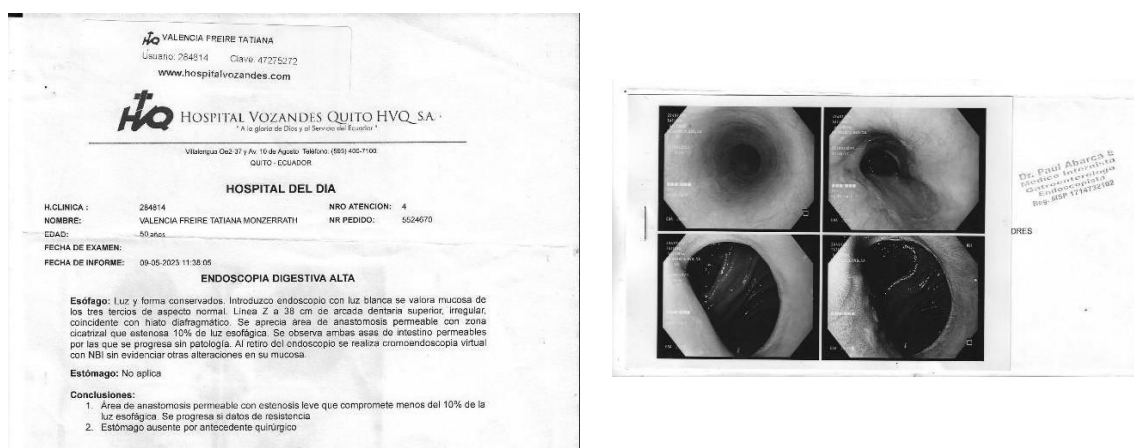 HVQ VALENCIA FREIRE TATIANA
Usuario: 284814 Clave: 47275272
www.hospitalvozandes.com
HVQ HOSPITAL VOZANDES QUITO HVQ S.A.
"A la gloria de Dios y al Servicio del Ecuador"
Villalengua Oe2-37 y Av. 10 de Agosto Teléfono. (593) 400-7100
QUITO - ECUADOR
HOSPITAL DEL DIA
H.CLINICA : 284814 NRO ATENCION: 4
NOMBRE: VALENCIA FREIRE TATIANA MONZERRATH NR PEDIDO: 5524670
EDAD: 50 años
FECHA DE EXAMEN:
FECHA DE INFORME: 09-05-2023 11:38:05
ENDOSCOPIA DIGESTIVA ALTA
Esófago: Luz y forma conservados. Introduzco endoscopio con luz blanca se valora mucosa de
los tres tercios de aspecto normal. Línea Z a 38 cm de arcada dentaria superior, irregular,
coincidente con hiato diafragmático. Se aprecia área de anastomosis permeable con zona
cicatrizal que estenosa 10% de luz esofágica. Se observa ambas asas de intestino permeables
por las que se progresa sin patología. Al retiro del endoscopio se realiza cromoendoscopia virtual
con NBI sin evidenciar otras alteraciones en su mucosa.
Estómago: No aplica
Conclusiones:
1. Área de anastomosis permeable con estenosis leve que compromete menos del 10% de la
luz esofágica. Se progresa si datos de resistencia
2. Estómago ausente por antecedente quirúrgico
Dr. Paul Abarca E
Medico Internista
Gastroenterologo
Endoscopista
Reg. MSP 1714732102
DRES